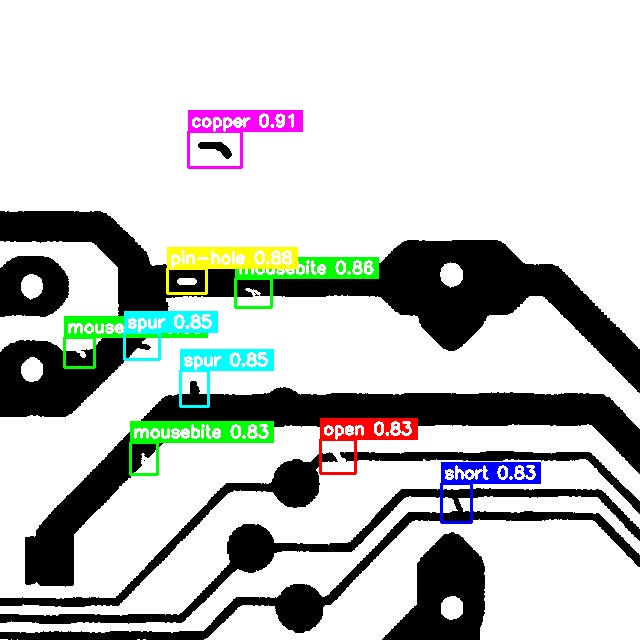 copper 0.91
pin-hole 0.88
mousebite 0.86
spur 0.85
mouse
spur 0.85
mousebite 0.83
open 0.83
short 0.83